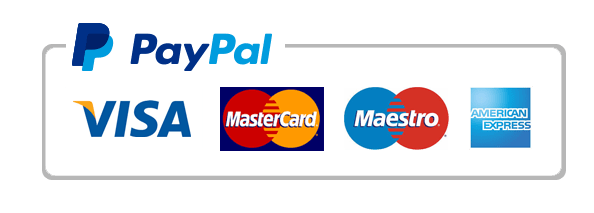 PayPal
VISA
MasterCard
Maestro
AMERICAN
EXPRESS